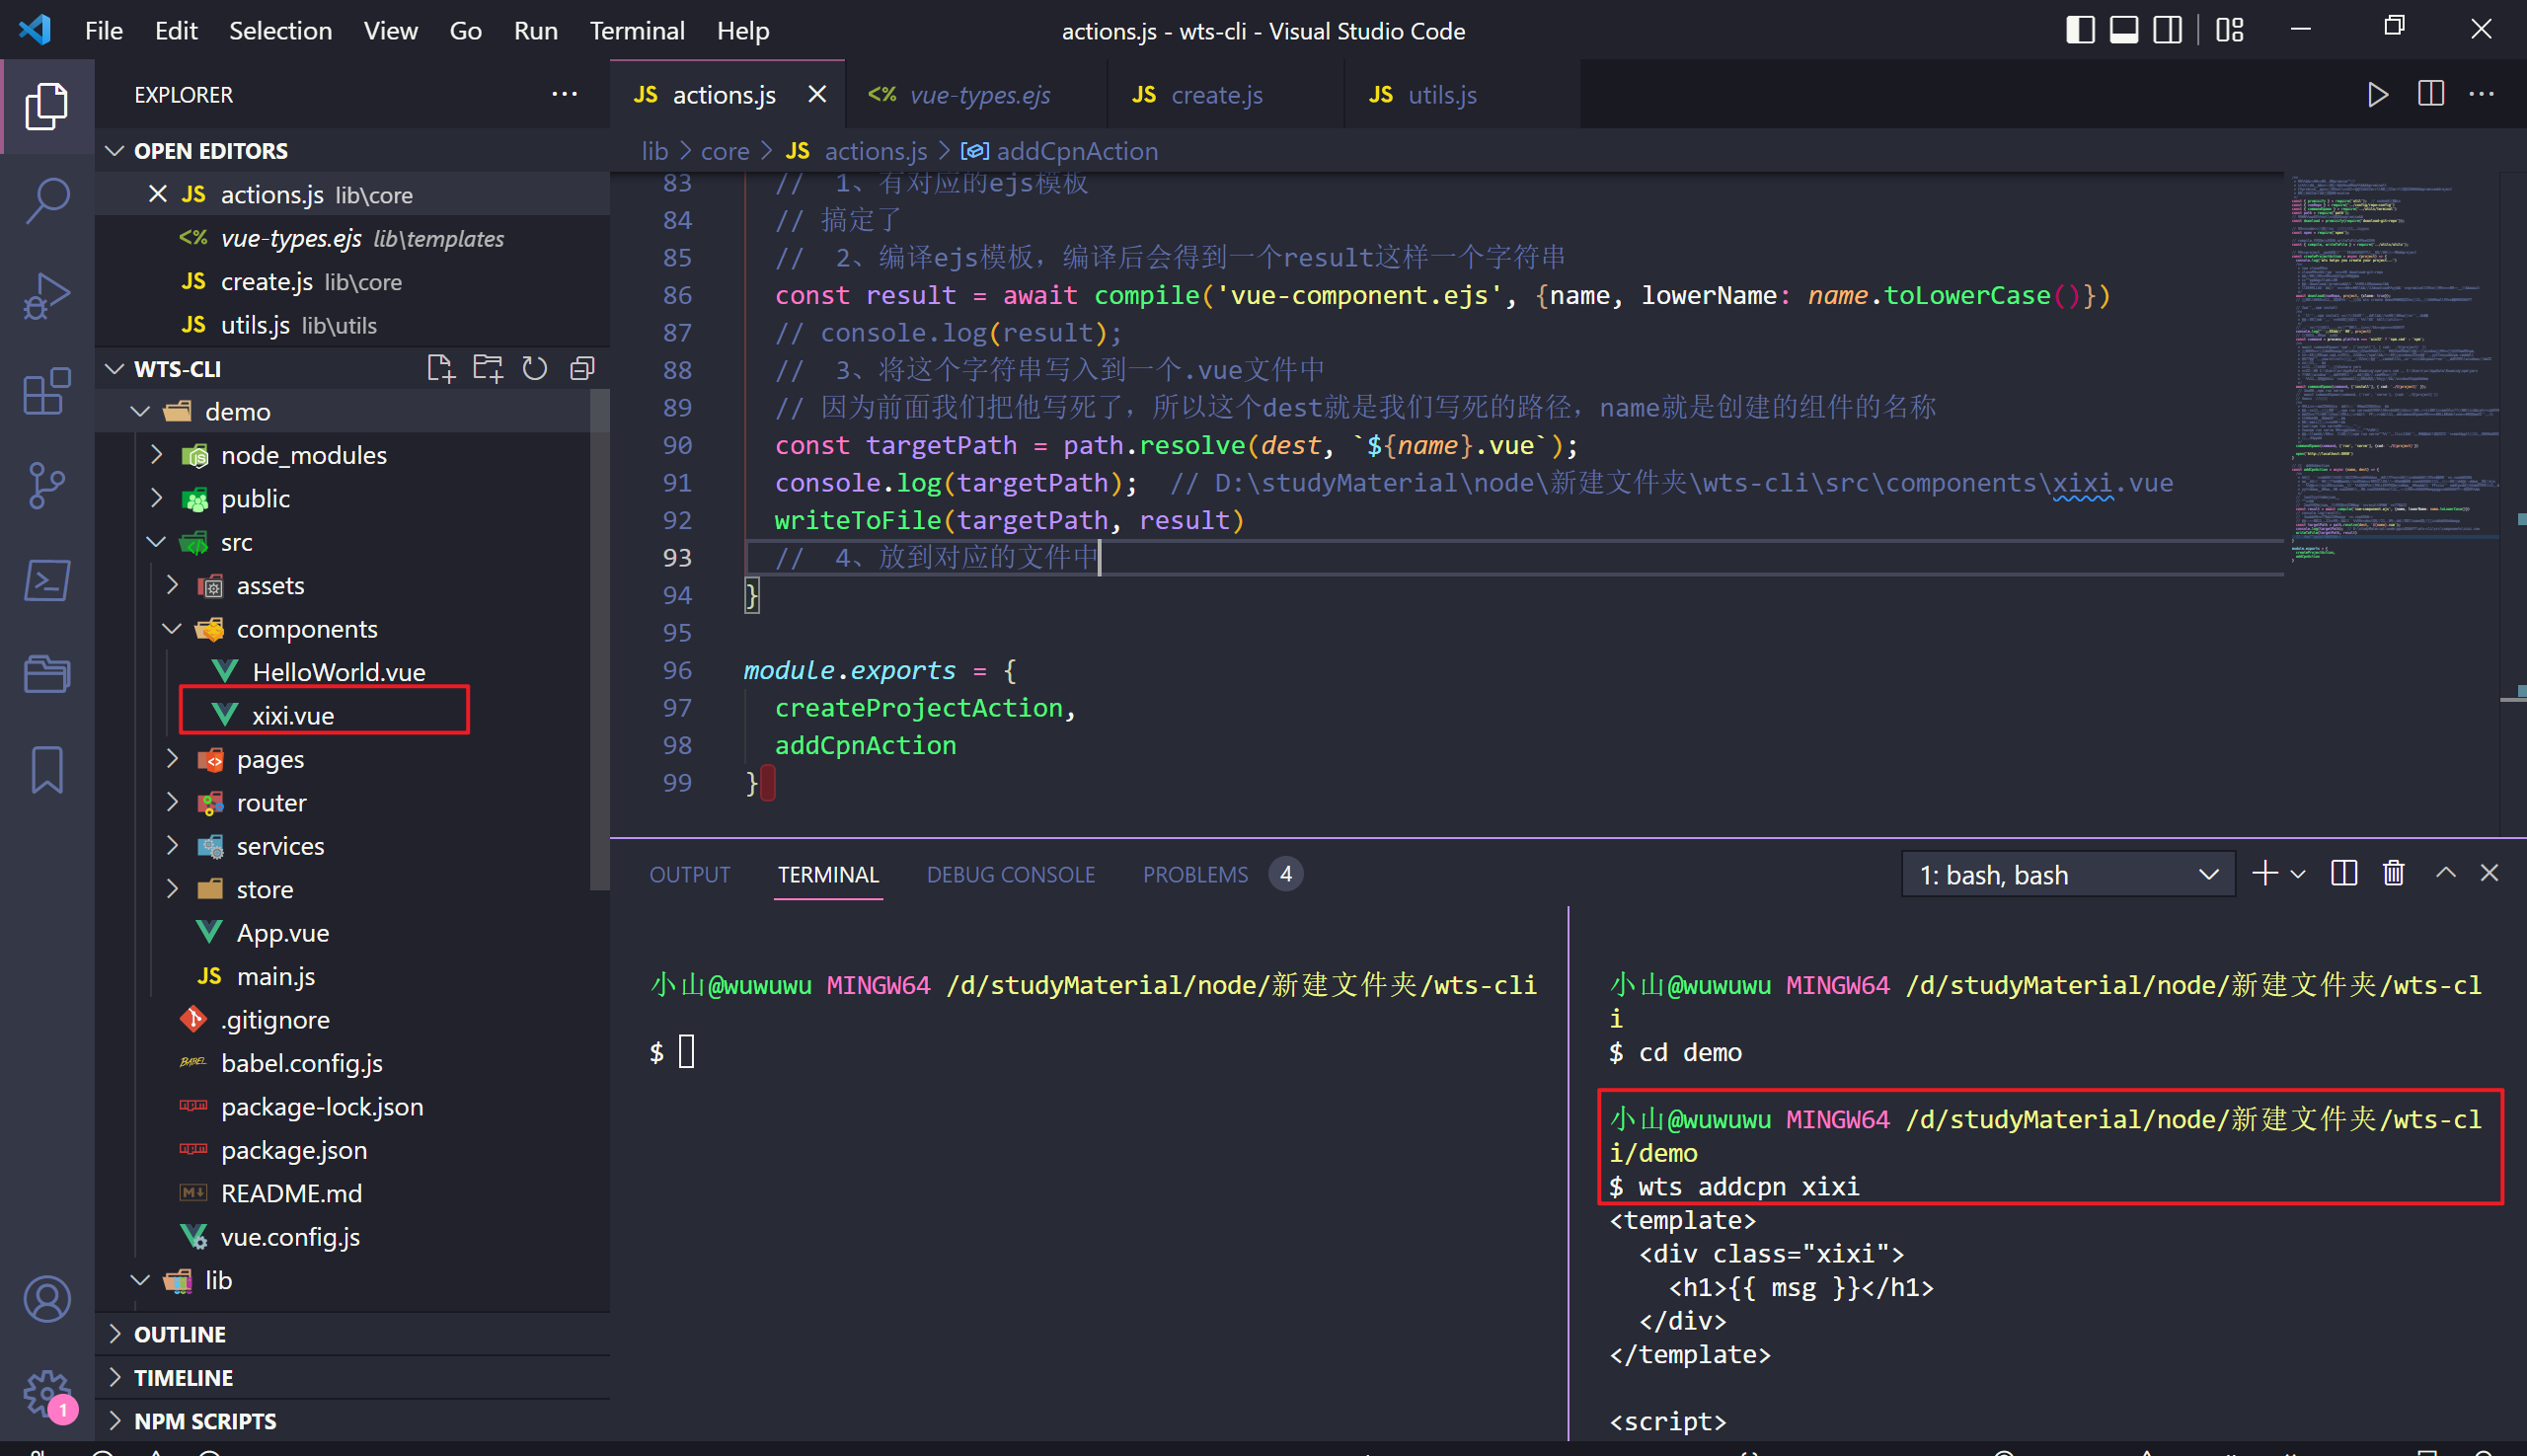 File Edit Selection View Go Run Terminal Help
actions.js - wts-cli - Visual Studio Code
EXPLORER
OPEN EDITORS
JS actions.js lib\core
<% vue-types.ejs lib\templates
JS create.js lib\core
JS utils.js lib\utils
WTS-CLI
demo
node_modules
public
src
assets
components
HelloWorld.vue
xixi.vue
pages
router
services
store
App.vue
JS main.js
.gitignore
babel.config.js
package-lock.json
package.json
README.md
vue.config.js
lib
OUTLINE
TIMELINE
NPM SCRIPTS
1
JS actions.js
<% vue-types.ejs
JS create.js
JS utils.js
lib > core > JS actions.js > addCpnAction
83 // 1、有对应的ejs模板
84 // 搞定了
85 // 2、编译ejs模板，编译后会得到一个result这样一个字符串
86 const result = await compile('vue-component.ejs', {name, lowerName: name.toLowerCase()})
87 // console.log(result);
88 // 3、将这个字符串写入到一个.vue文件中
89 // 因为前面我们把他写死了，所以这个dest就是我们写死的路径，name就是创建的组件的名称
90 const targetPath = path.resolve(dest, `${name}.vue`);
91 console.log(targetPath); // D:\studyMaterial\node\新建文件夹\wts-cli\src\components\xixi.vue
92 writeToFile(targetPath, result)
93 // 4、放到对应的文件中
94 }
95
96 module.exports = {
97 createProjectAction,
98 addCpnAction
99 }
OUTPUT TERMINAL DEBUG CONSOLE PROBLEMS 4
1: bash, bash
小山@wuwuwu MINGW64 /d/studyMaterial/node/新建文件夹/wts-cli
$
小山@wuwuwu MINGW64 /d/studyMaterial/node/新建文件夹/wts-cl
i
$ cd demo
小山@wuwuwu MINGW64 /d/studyMaterial/node/新建文件夹/wts-cl
i/demo
$ wts addcpn xixi
<template>
<div class="xixi">
<h1>{{ msg }}</h1>
</div>
</template>
<script>